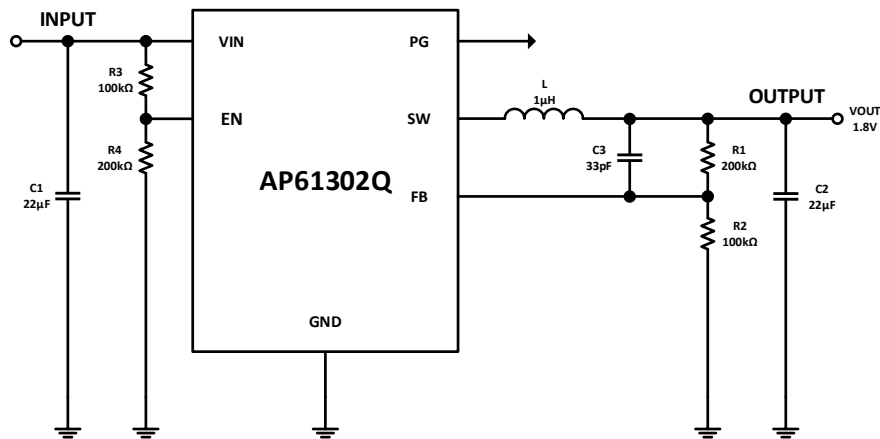 INPUT
VIN
PG
R3
100kΩ
L
1µH
OUTPUT
VOUT
1.8V
EN
SW
R4
200kΩ
C3
33pF
R1
200kΩ
AP61302Q
C1
22µF
FB
C2
22µF
R2
100kΩ
GND